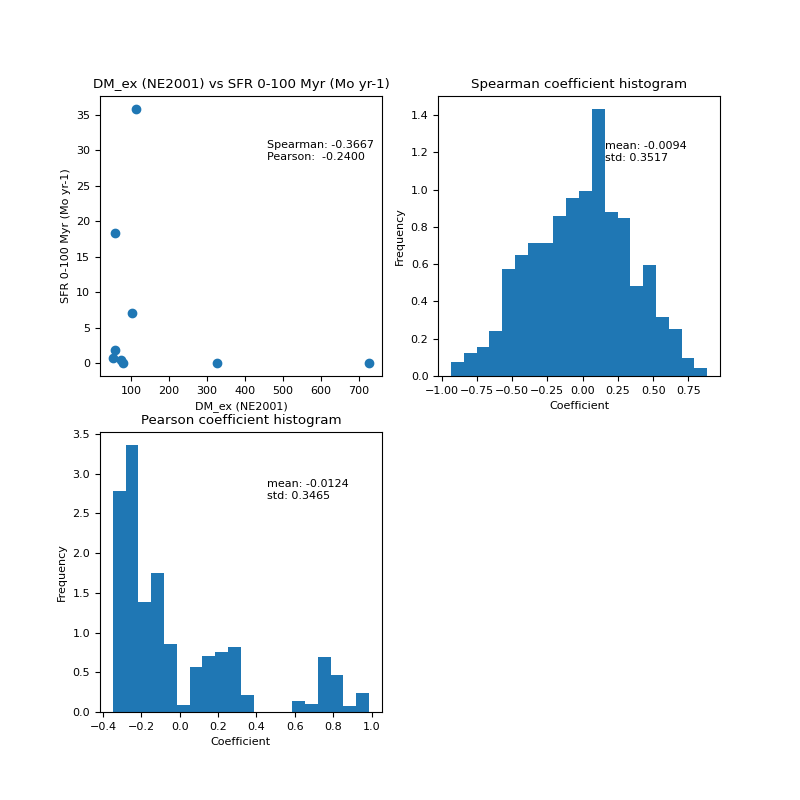 DM_ex (NE2001) vs SFR 0-100 Myr (Mo yr-1)
SFR 0-100 Myr (Mo yr-1)
35
30
25
20
15
10
5
0
Spearman: -0.3667
Pearson:  -0.2400
100 200 300 400 500 600 700
DM_ex (NE2001)
Spearman coefficient histogram
Frequency
1.4
1.2
1.0
0.8
0.6
0.4
0.2
0.0
mean: -0.0094
std: 0.3517
−1.00 −0.75 −0.50 −0.25 0.00 0.25 0.50 0.75
Coefficient
Pearson coefficient histogram
Frequency
3.5
3.0
2.5
2.0
1.5
1.0
0.5
0.0
mean: -0.0124
std: 0.3465
−0.4 −0.2 0.0 0.2 0.4 0.6 0.8 1.0
Coefficient